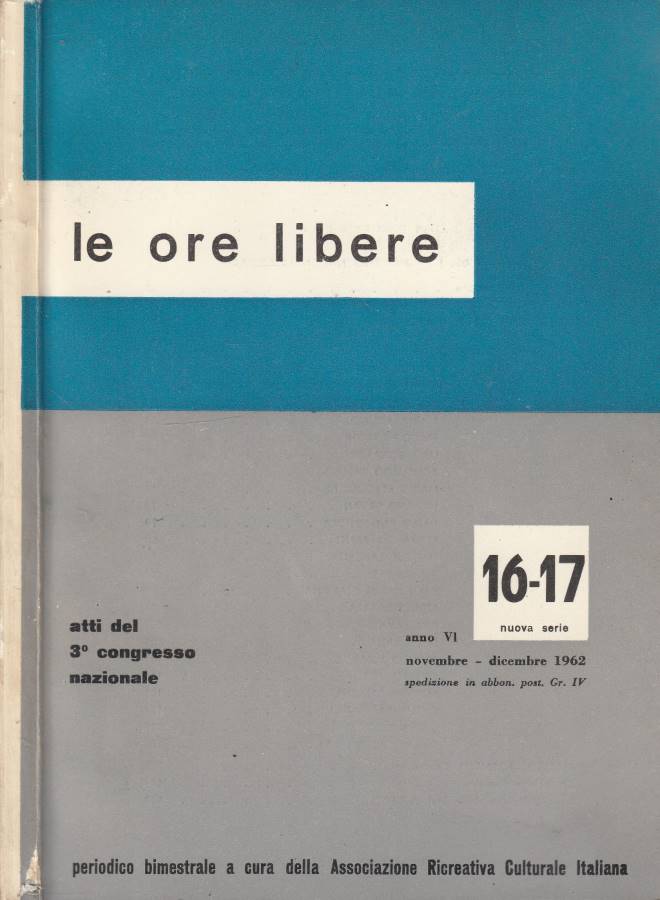 le ore libere
16-17
nuova serie
atti del
3º congresso
nazionale
anno VI
novembre - dicembre 1962
spedizione in abbon. post. Gr. IV
periodico bimestrale a cura della Associazione Ricreativa Culturale Italiana